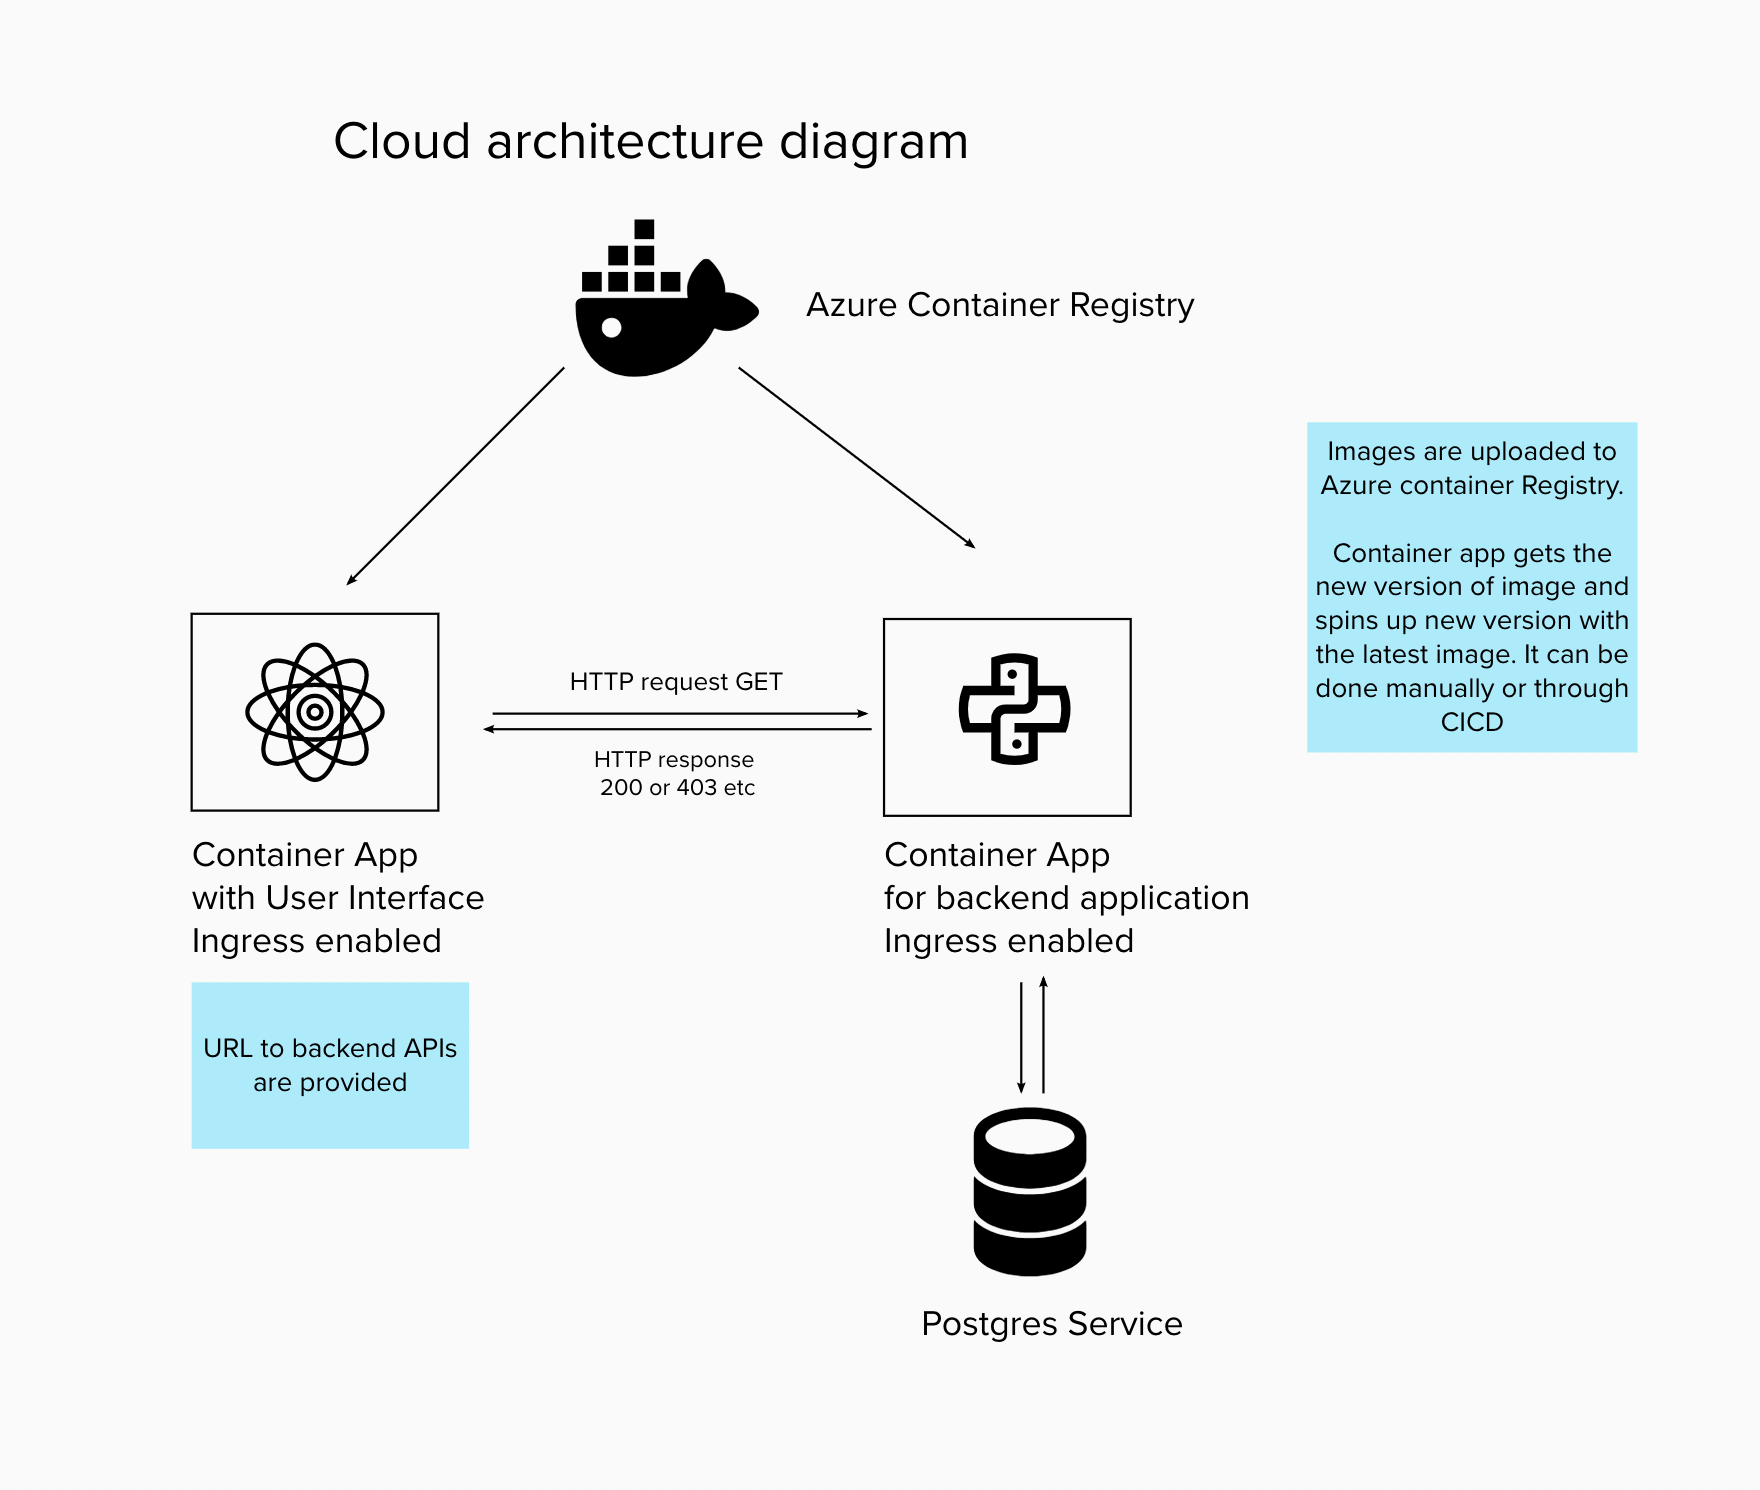 Cloud architecture diagram
Azure Container Registry
Images are uploaded to
Azure container Registry.
Container app gets the
new version of image and
spins up new version with
the latest image. It can be
done manually or through
CICD
HTTP request GET
HTTP response
200 or 403 etc
Container App
with User Interface
Ingress enabled
Container App
for backend application
Ingress enabled
URL to backend APIs
are provided
Postgres Service